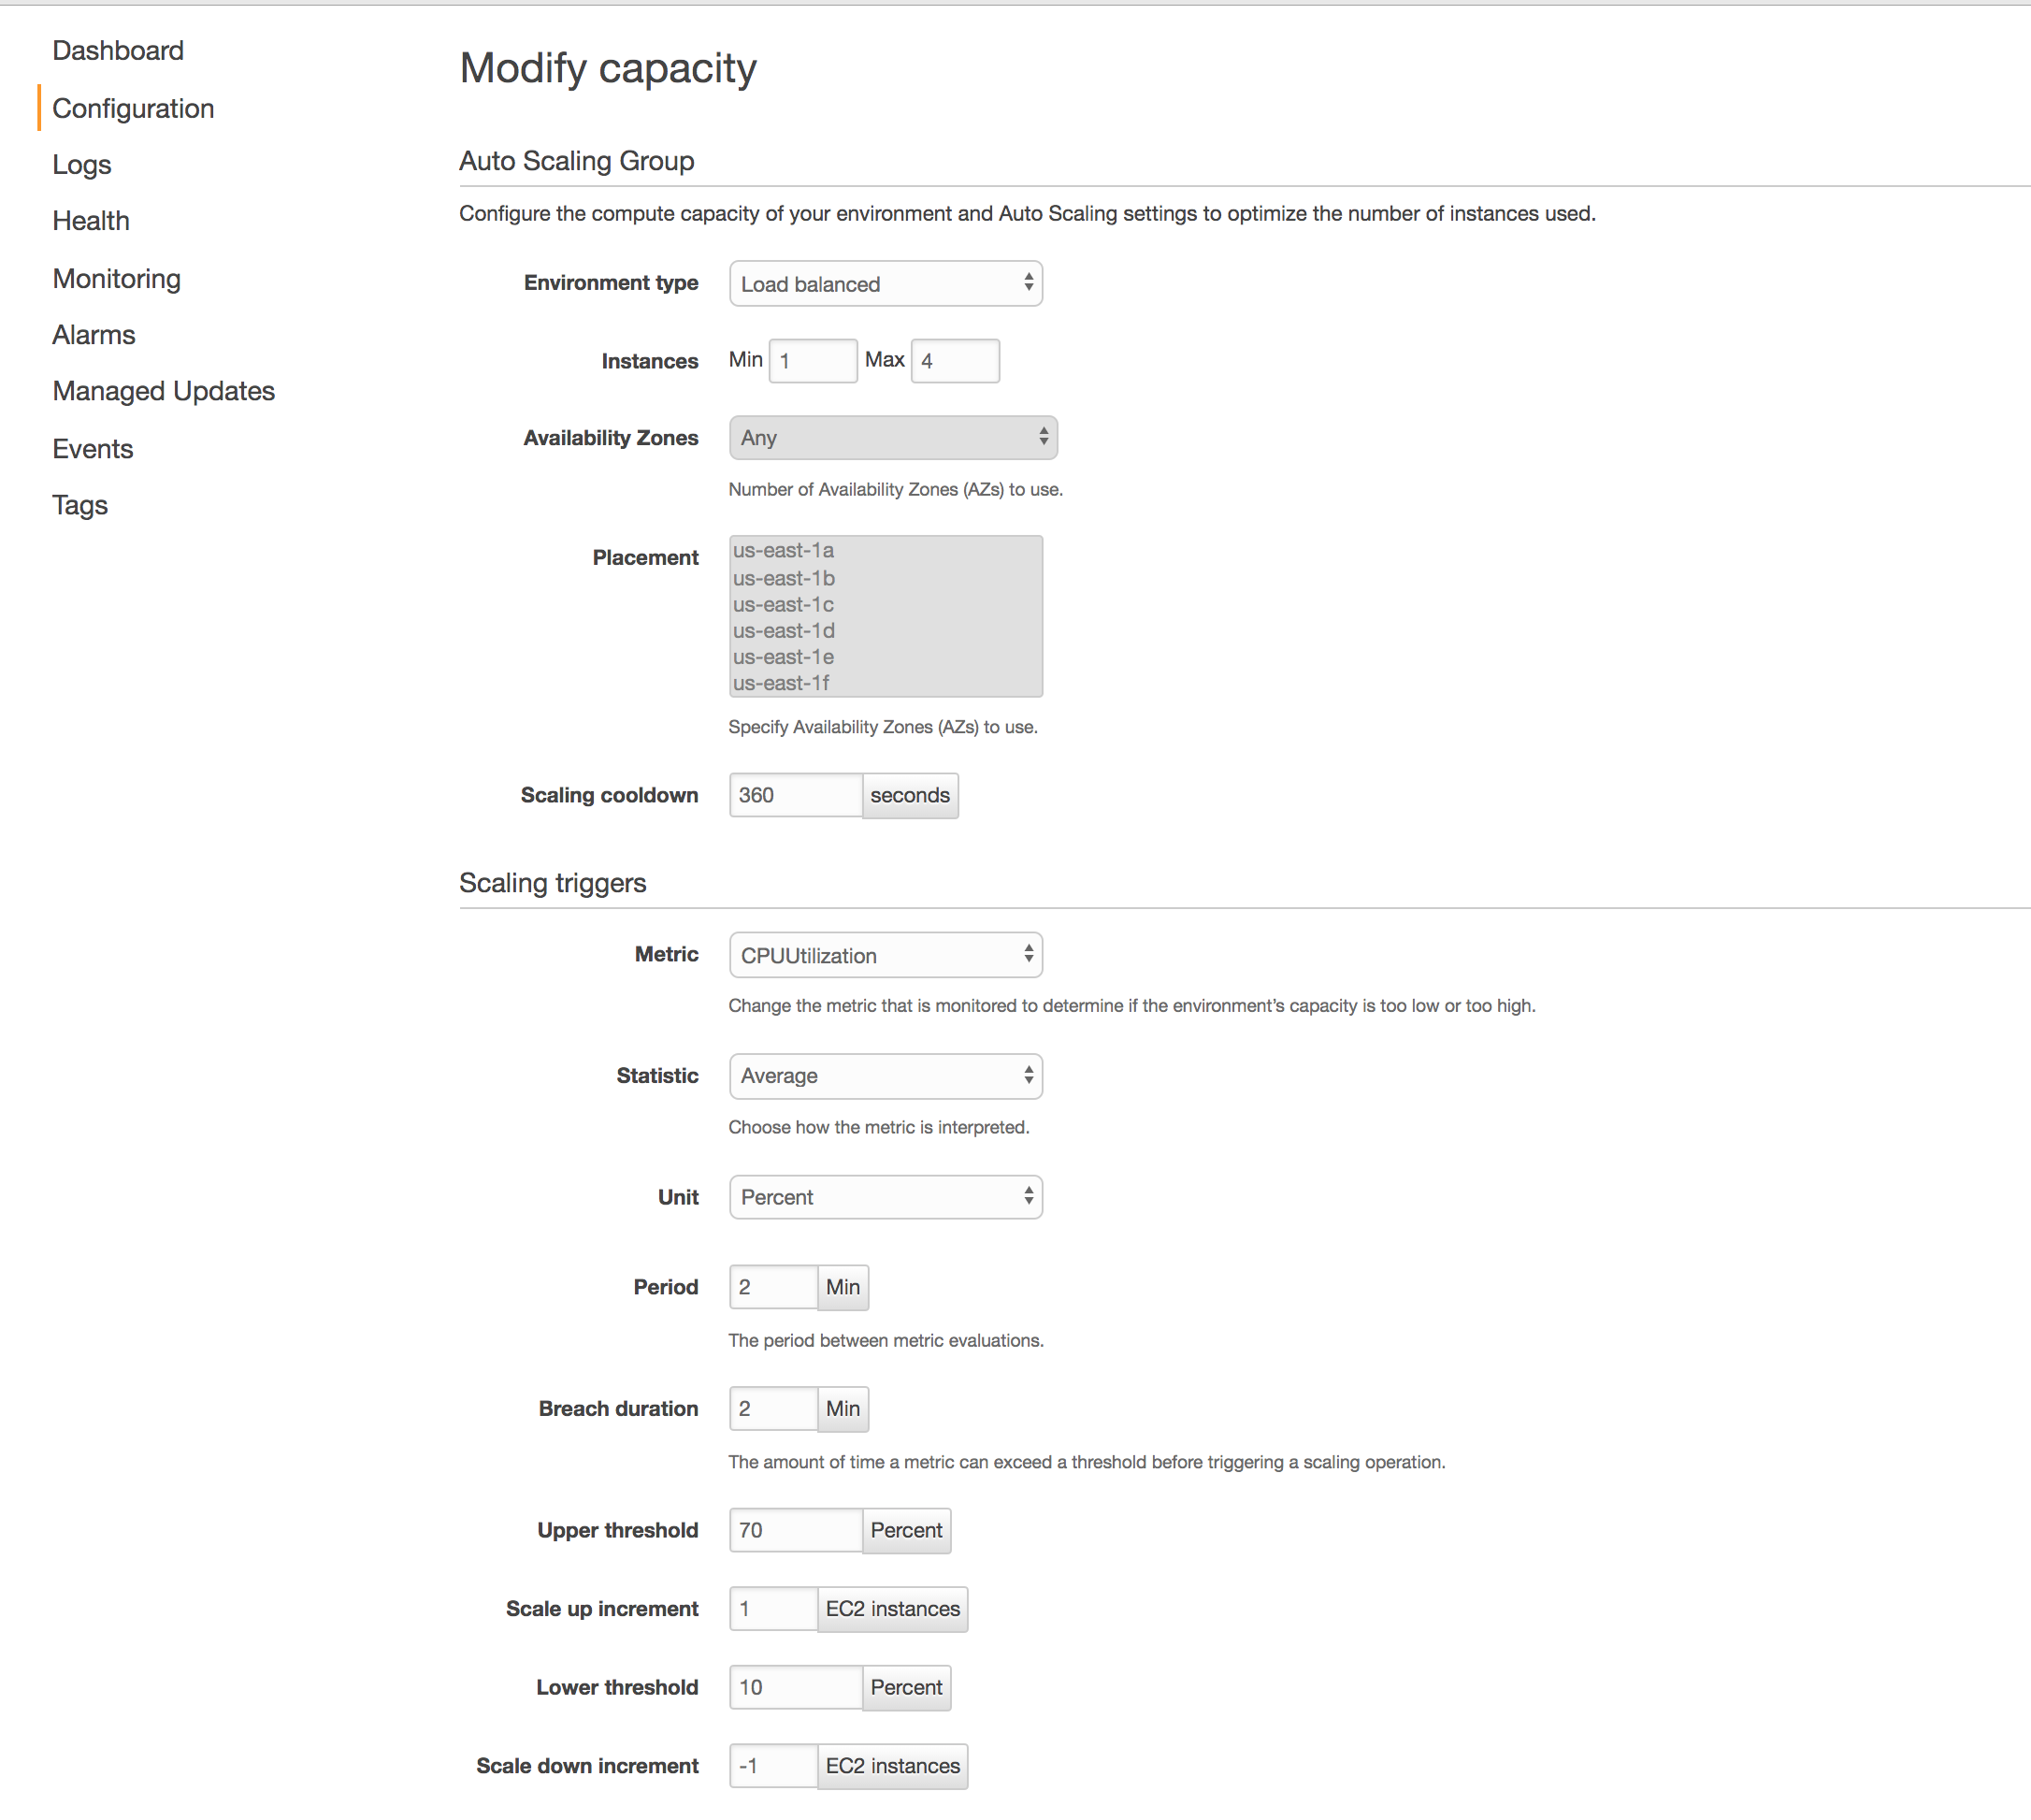 Dashboard
Configuration
Logs
Health
Monitoring
Alarms
Managed Updates
Events
Tags
Modify capacity
Auto Scaling Group
Configure the compute capacity of your environment and Auto Scaling settings to optimize the number of instances used.
Environment type Load balanced
Instances Min 1 Max 4
Availability Zones Any
Number of Availability Zones (AZs) to use.
Placement us-east-1a
us-east-1b
us-east-1c
us-east-1d
us-east-1e
us-east-1f
Specify Availability Zones (AZs) to use.
Scaling cooldown 360 seconds
Scaling triggers
Metric CPUUtilization
Change the metric that is monitored to determine if the environment's capacity is too low or too high.
Statistic Average
Choose how the metric is interpreted.
Unit Percent
Period 2 Min
The period between metric evaluations.
Breach duration 2 Min
The amount of time a metric can exceed a threshold before triggering a scaling operation.
Upper threshold 70 Percent
Scale up increment 1 EC2 instances
Lower threshold 10 Percent
Scale down increment -1 EC2 instances